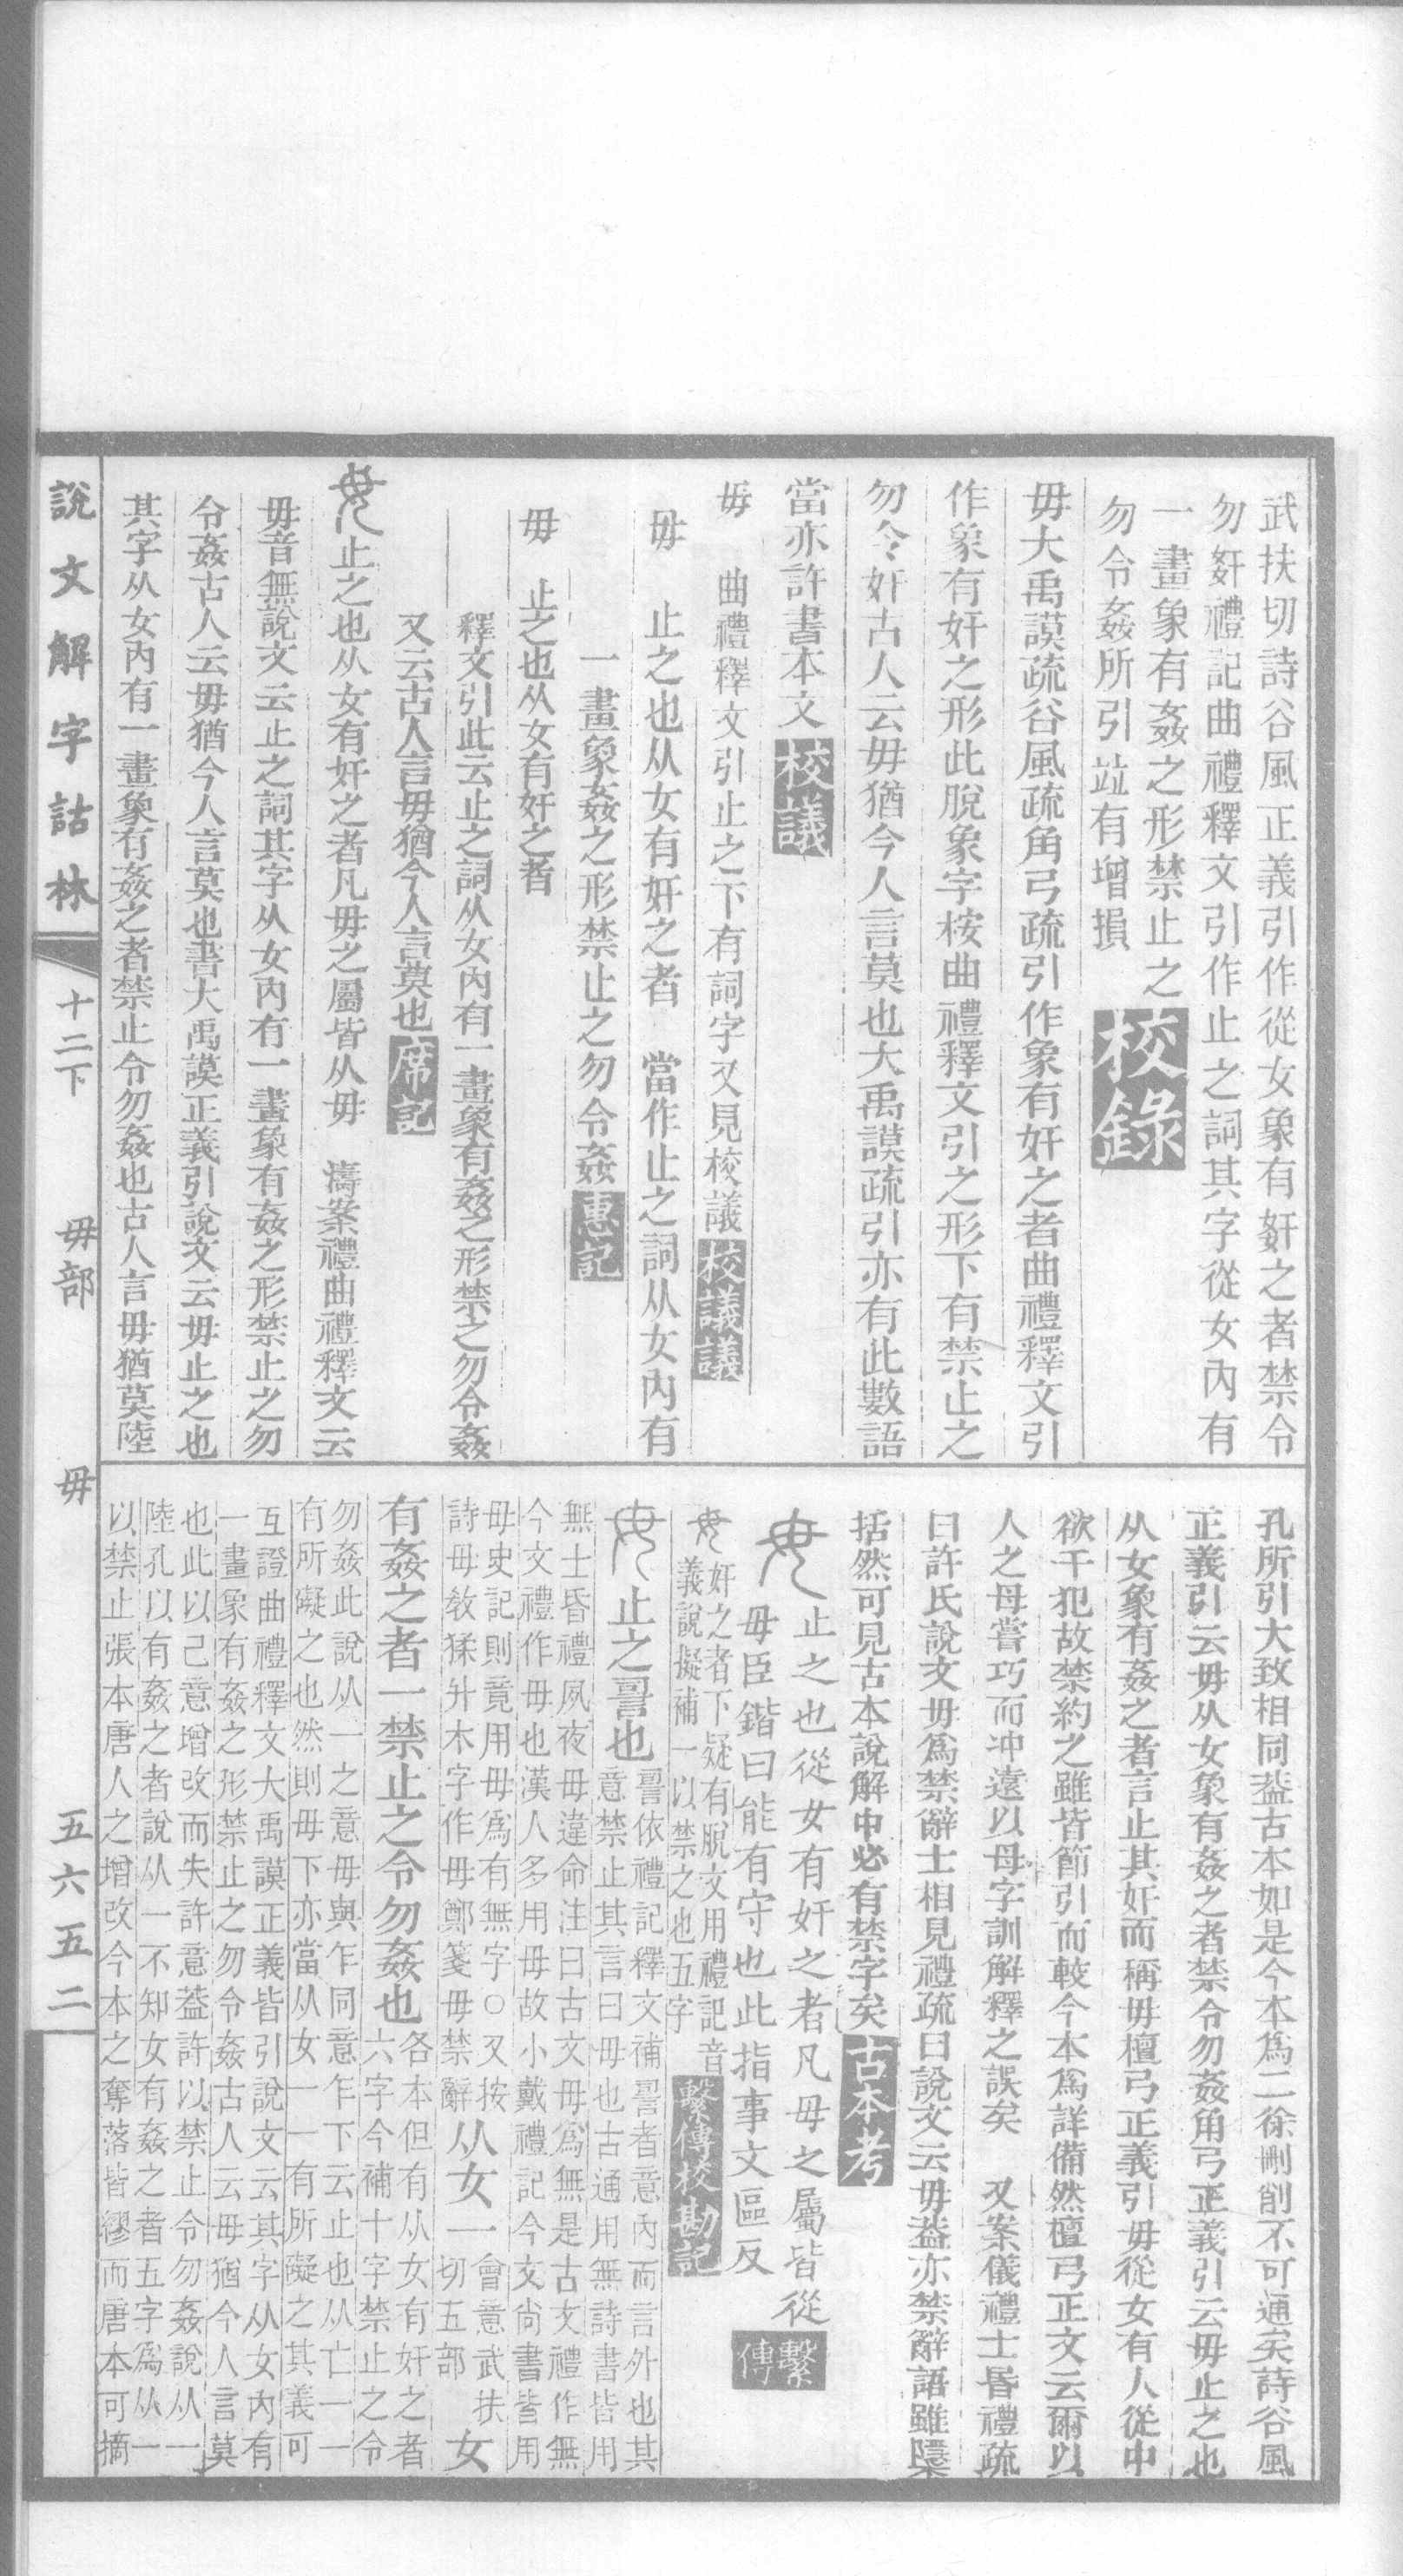 武扶切詩谷風正義引作從女象有姧之者禁令
勿姧禮記曲禮釋文引作止之詞其字從女內有
一畫象有姦之形禁止之
勿令姦所引竝有增損
校錄
毋大禹謨疏谷風疏角弓疏引作象有奸之者曲禮釋文引
作象有奸之形此脫象字桉曲禮釋文引之形下有禁止之
勿令奸古人云毋猶今人言莫也大禹謨疏引亦有此數語
當亦許書本文校議
毋 曲禮釋文引止之下有詞字又見校議校議議
毋 止之也从女有奸之者 當作止之詞从女內有
一畫象姦之形禁止之勿令姦惠記
毋 止之也从女有奸之者
釋文引此云止之詞从女內有一畫象有姦之形禁之勿令姦
又云古人言毋猶今人言莫也席記
止之也从女有奸之者凡毋之屬皆从毋 濤案禮曲禮釋文云
毋音無說文云止之詞其字从女內有一畫象有姦之形禁止之勿
令姦古人云毋猶今人言莫也書大禹謨正義引說文云毋止之也
其字从女內有一畫象有姦之者禁止令勿姦也古人言毋猶莫陸
孔所引大致相同葢古本如是今本為二徐刪削不可通矣詩谷風
正義引云毋从女象有姦之者禁令勿姦角弓正義引云毋止之也
从女象有姦之者言止其奸而稱毋檀弓正義引毋從女有人從中
欲干犯故禁約之雖皆節引而較今本為詳備然檀弓正文云爾以
人之母嘗巧而沖遠以母字訓解釋之誤矣 又案儀禮士昏禮疏
曰許氏說文毋為禁辭士相見禮疏曰說文云毋葢亦禁辭語雖隱
括然可見古本說解中必有禁字矣古本考
止之也從女有奸之者凡毋之屬皆從
毋臣鍇曰能有守也此指事文區反繫傳
奸之者下疑有脫文用禮記音
義說擬補一以禁之也五字繫傳校勘記
止之䛐也䛐依禮記釋文補䛐者意內而言外也其
意禁止其言曰毋也古通用無詩書皆用
無士昏禮夙夜毋違命注曰古文毋為無是古文禮作無
今文禮作毋也漢人多用毋故小戴禮記今文尚書皆用
毋史記則竟用毋為有無字○又按
詩毋敎猱升木字作毋鄭箋毋禁辭
从女一會意武扶
切五部
女
有姦之者一禁止之令勿姦也各本但有从女有奸之者
六字今補十字禁止之令
勿姦此說从一之意毋與乍同意乍下云止也从亡一一
有所礙之也然則毋下亦當从女一一有所礙之其義可
互證曲禮釋文大禹謨正義皆引說文云其字从女內有
一畫象有姦之形禁止之勿令姦古人云毋猶今人言莫
也此以己意增改而失許意葢許以禁止令勿姦說从一
陸孔以有姦之者說从一不知女有姦之者五字為从一
以禁止張本唐人之增改今本之奪落皆繆而唐本可摘
說文解字詁林
十二下
毋部
毋
五六五二